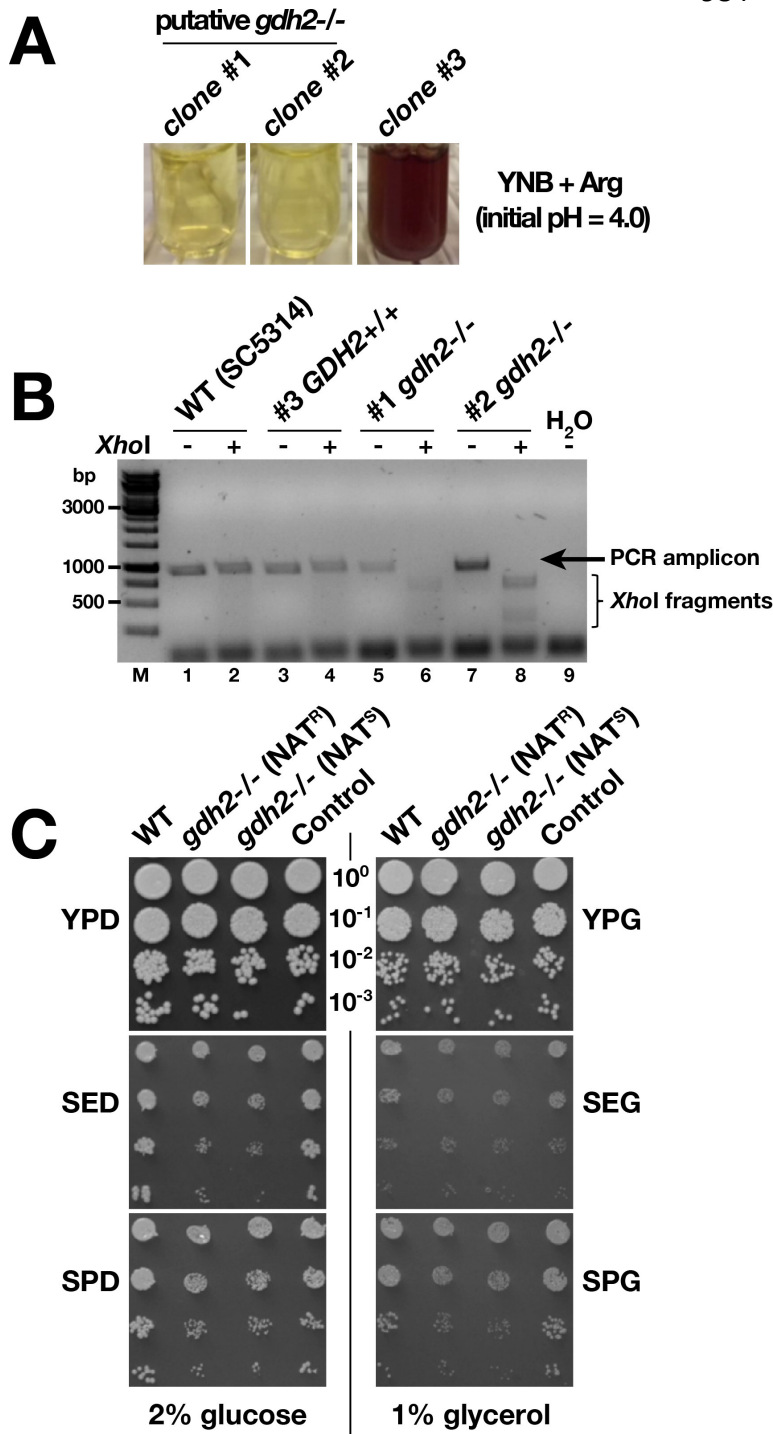 A
putative gdh2-/-
clone #1
clone #2
clone #3
YNB + Arg
(initial pH = 4.0)
B
WT (SC5314)
#3 GDH2+/+
#1 gdh2-/-
#2 gdh2-/-
H2O
XhoI - + - + - + - + -
bp
3000
1000
500
PCR amplicon
XhoI fragments
M 1 2 3 4 5 6 7 8 9
C
WT
gdh2-/- (NATR)
gdh2-/- (NATS)
Control
WT
gdh2-/- (NATR)
gdh2-/- (NATS)
Control
YPD
10⁰
10⁻¹
10⁻²
10⁻³
YPG
SED
SEG
SPD
SPG
2% glucose
1% glycerol